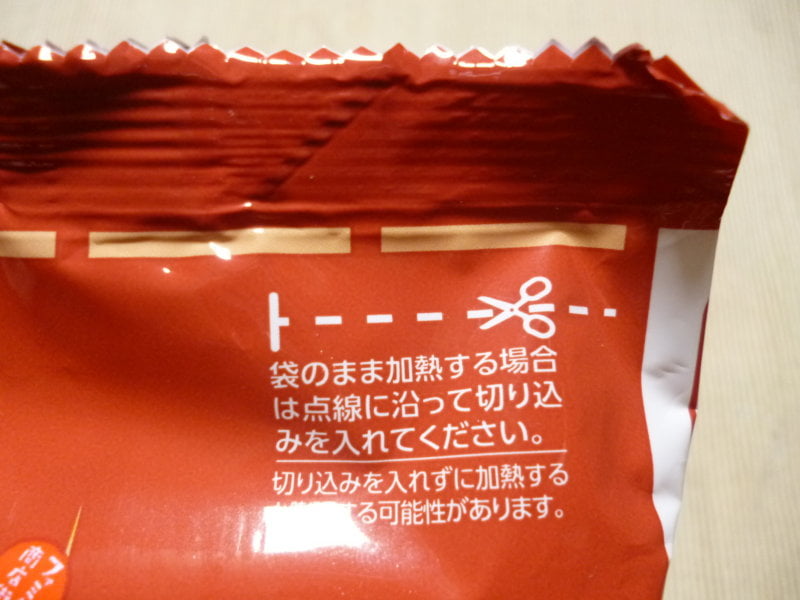 袋のまま加熱する場合
は点線に沿って切り込
みを入れてください。
切り込みを入れずに加熱する
する可能性があります。